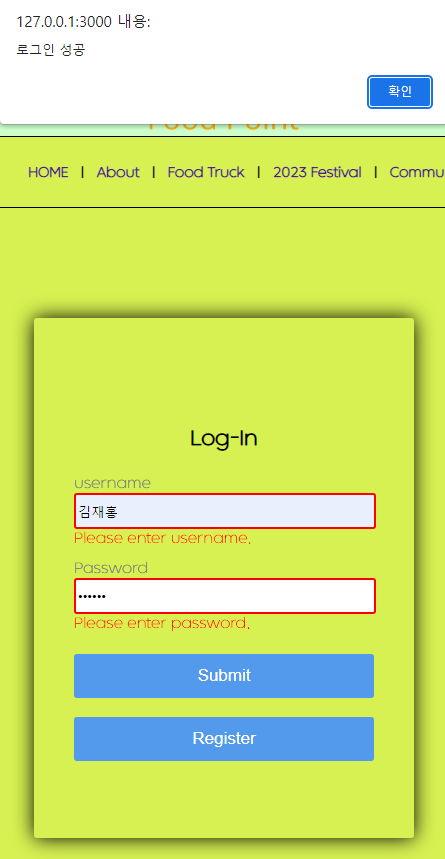 127.0.0.1:3000 내용:
로그인 성공
확인
Food Point
HOME | About | Food Truck | 2023 Festival | Commu
Log-In
username
김재홍
Please enter username.
Password
••••••
Please enter password.
Submit
Register